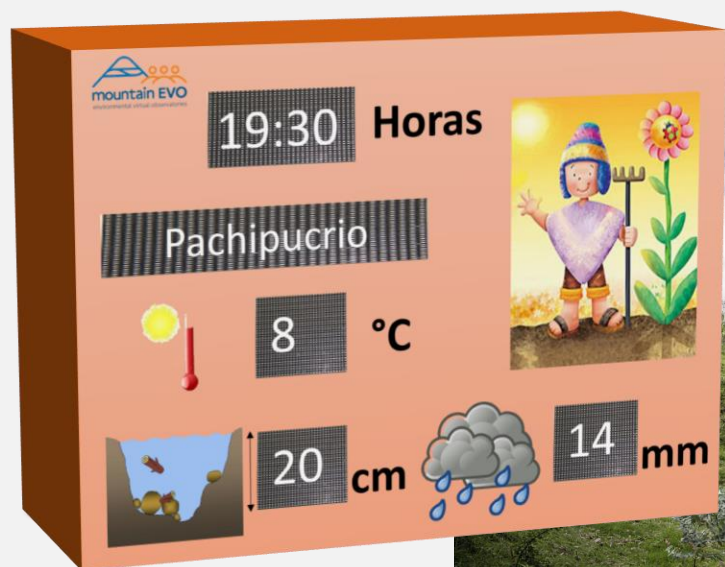 mountain EVO
environmental virtual observatories
19:30 Horas
Pachipucrio
8 °C
20 cm
14 mm